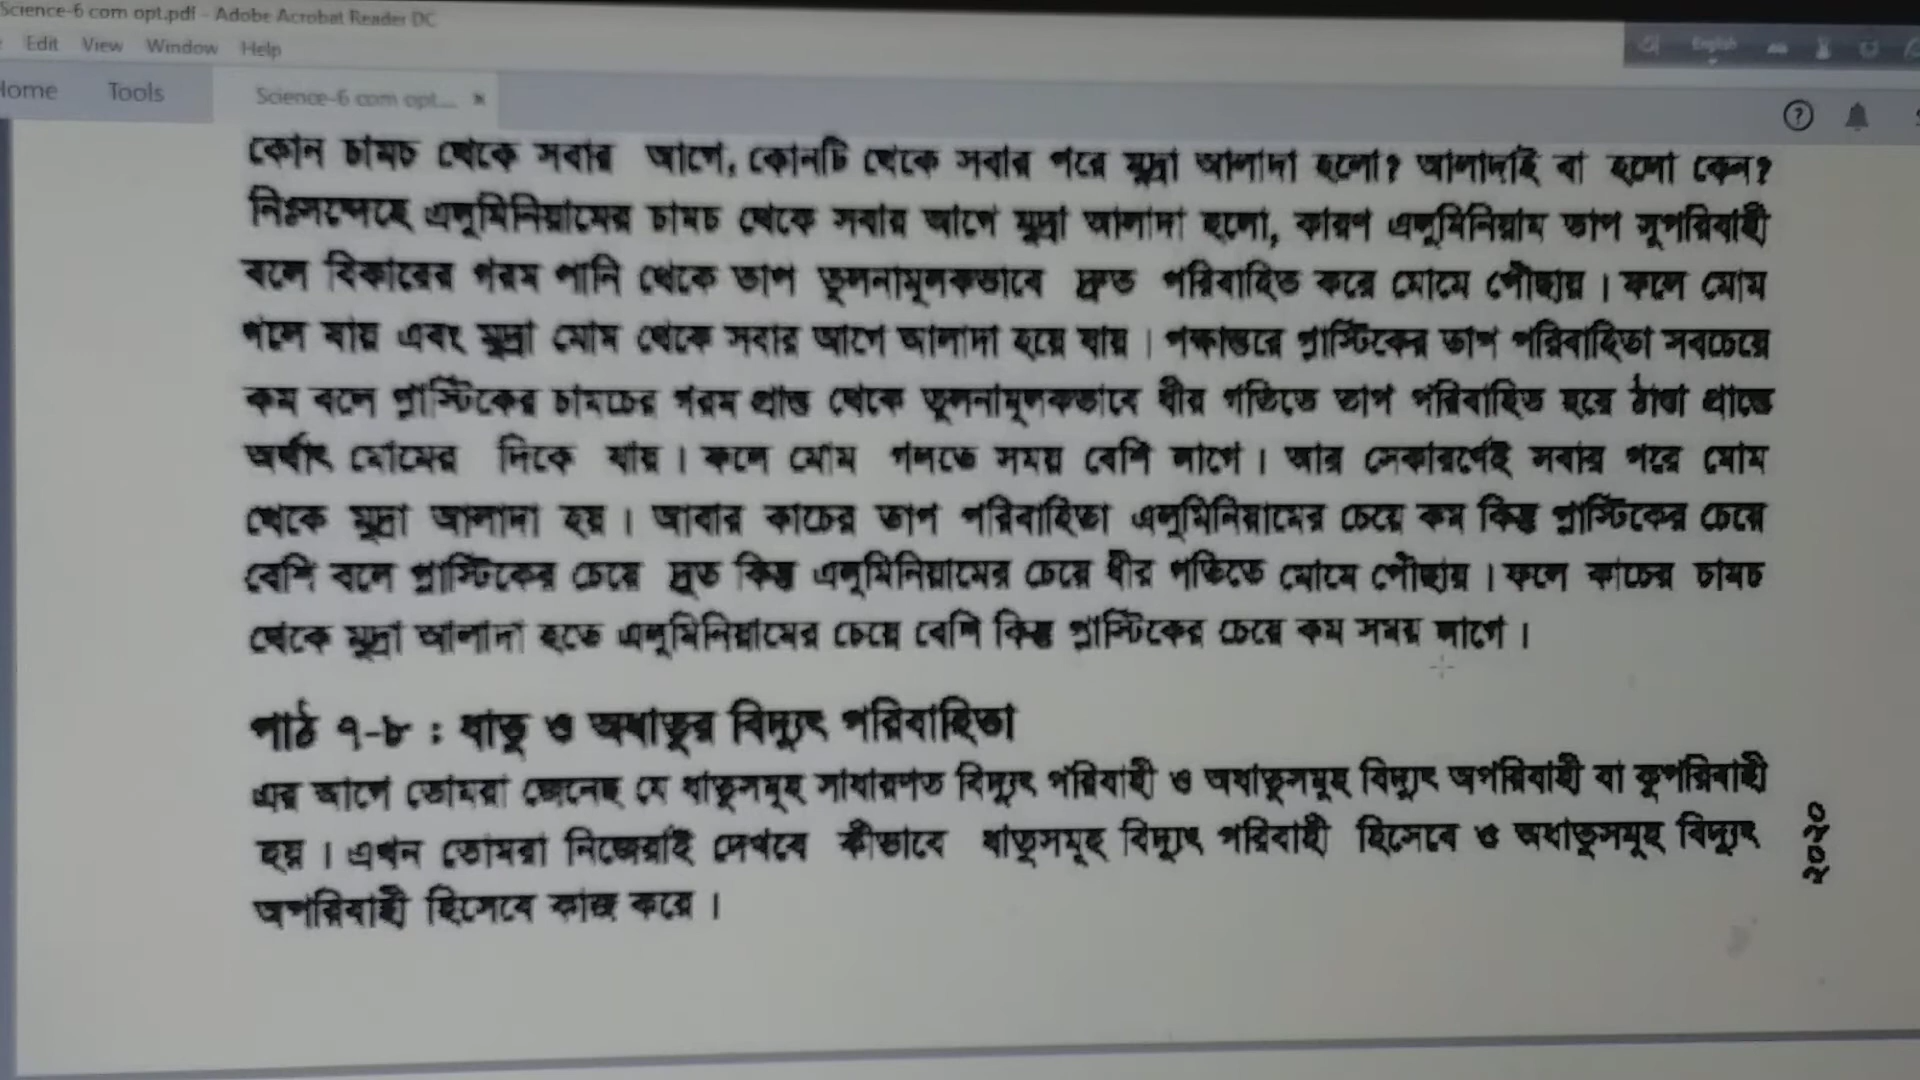 Science-6 com opt.pdf - Adobe Acrobat Reader DC
Edit View Window Help
English
Home Tools Science-6 com opt... ×
কোন চামচ থেকে সবার আগে, কোনটি থেকে সবার পরে মুদ্রা আলাদা হলো? আলাদাই বা হলো কেন?
নিঃসন্দেহে এলুমিনিয়ামের চামচ থেকে সবার আগে মুদ্রা আলাদা হলো, কারণ এলুমিনিয়াম তাপ সুপরিবাহী
বলে বিকারের গরম পানি থেকে তাপ তুলনামূলকভাবে দ্রুত পরিবাহিত করে মোমে পৌঁছায়। ফলে মোম
গলে যায় এবং মুদ্রা মোম থেকে সবার আগে আলাদা হয়ে যায়। পক্ষান্তরে প্লাস্টিকের তাপ পরিবাহিতা সবচেয়ে
কম বলে প্লাস্টিকের চামচের গরম প্রান্ত থেকে তুলনামূলকভাবে ধীর গতিতে তাপ পরিবাহিত হয়ে ঠাণ্ডা প্রান্তে
অর্থাৎ মোমের দিকে যায়। ফলে মোম গলতে সময় বেশি লাগে। আর সেকারণেই সবার পরে মোম
থেকে মুদ্রা আলাদা হয়। আবার কাচের তাপ পরিবাহিতা এলুমিনিয়ামের চেয়ে কম কিন্তু প্লাস্টিকের চেয়ে
বেশি বলে প্লাস্টিকের চেয়ে দ্রুত কিন্তু এলুমিনিয়ামের চেয়ে ধীর গতিতে মোমে পৌঁছায়। ফলে কাচের চামচ
থেকে মুদ্রা আলাদা হতে এলুমিনিয়ামের চেয়ে বেশি কিন্তু প্লাস্টিকের চেয়ে কম সময় লাগে।
পাঠ ৭-৮ : ধাতু ও অধাতুর বিদ্যুৎ পরিবাহিতা
এর আগে তোমরা জেনেছ যে ধাতুসমূহ সাধারণত বিদ্যুৎ পরিবাহী ও অধাতুসমূহ বিদ্যুৎ অপরিবাহী বা কুপরিবাহী
হয়। এখন তোমরা নিজেরাই দেখবে কীভাবে ধাতুসমূহ বিদ্যুৎ পরিবাহী হিসেবে ও অধাতুসমূহ বিদ্যুৎ
অপরিবাহী হিসেবে কাজ করে।
২০২০